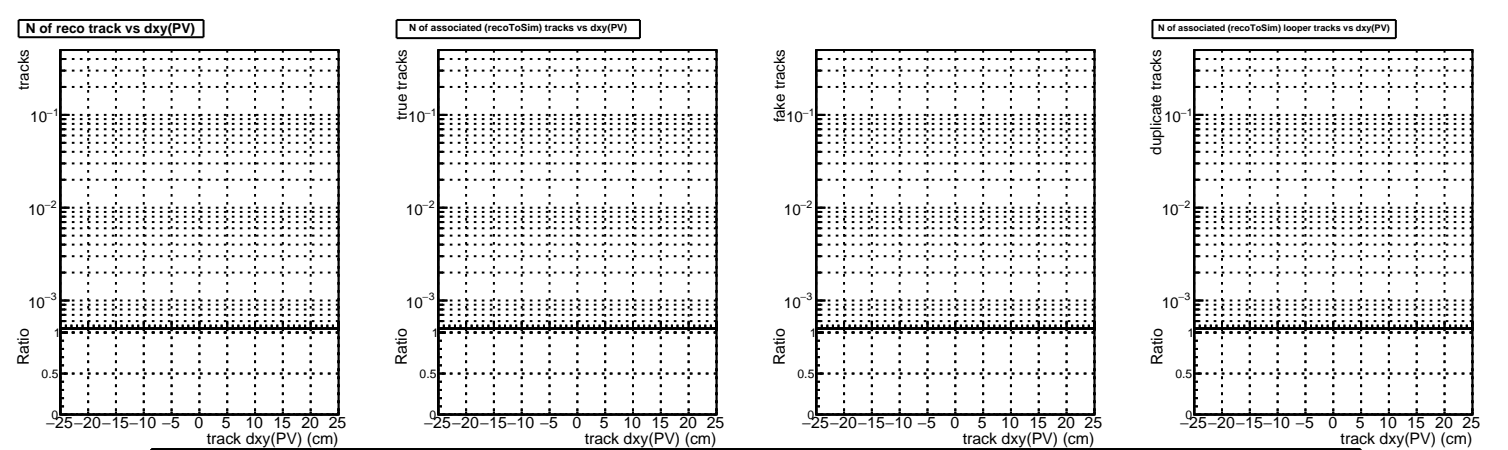 N of reco track vs dxy(PV)
tracks
10⁻¹
10⁻²
10⁻³
Ratio
1
0.5
0
−25 −20 −15 −10 −5 0 5 10 15 20 25
track dxy(PV) (cm)
N of associated (recoToSim) tracks vs dxy(PV)
true tracks
10⁻¹
10⁻²
10⁻³
Ratio
1
0.5
0
−25 −20 −15 −10 −5 0 5 10 15 20 25
track dxy(PV) (cm)
fake tracks
10⁻¹
10⁻²
10⁻³
Ratio
1
0.5
0
−25 −20 −15 −10 −5 0 5 10 15 20 25
track dxy(PV) (cm)
N of associated (recoToSim) looper tracks vs dxy(PV)
duplicate tracks
10⁻¹
10⁻²
10⁻³
Ratio
1
0.5
0
−25 −20 −15 −10 −5 0 5 10 15 20 25
track dxy(PV) (cm)